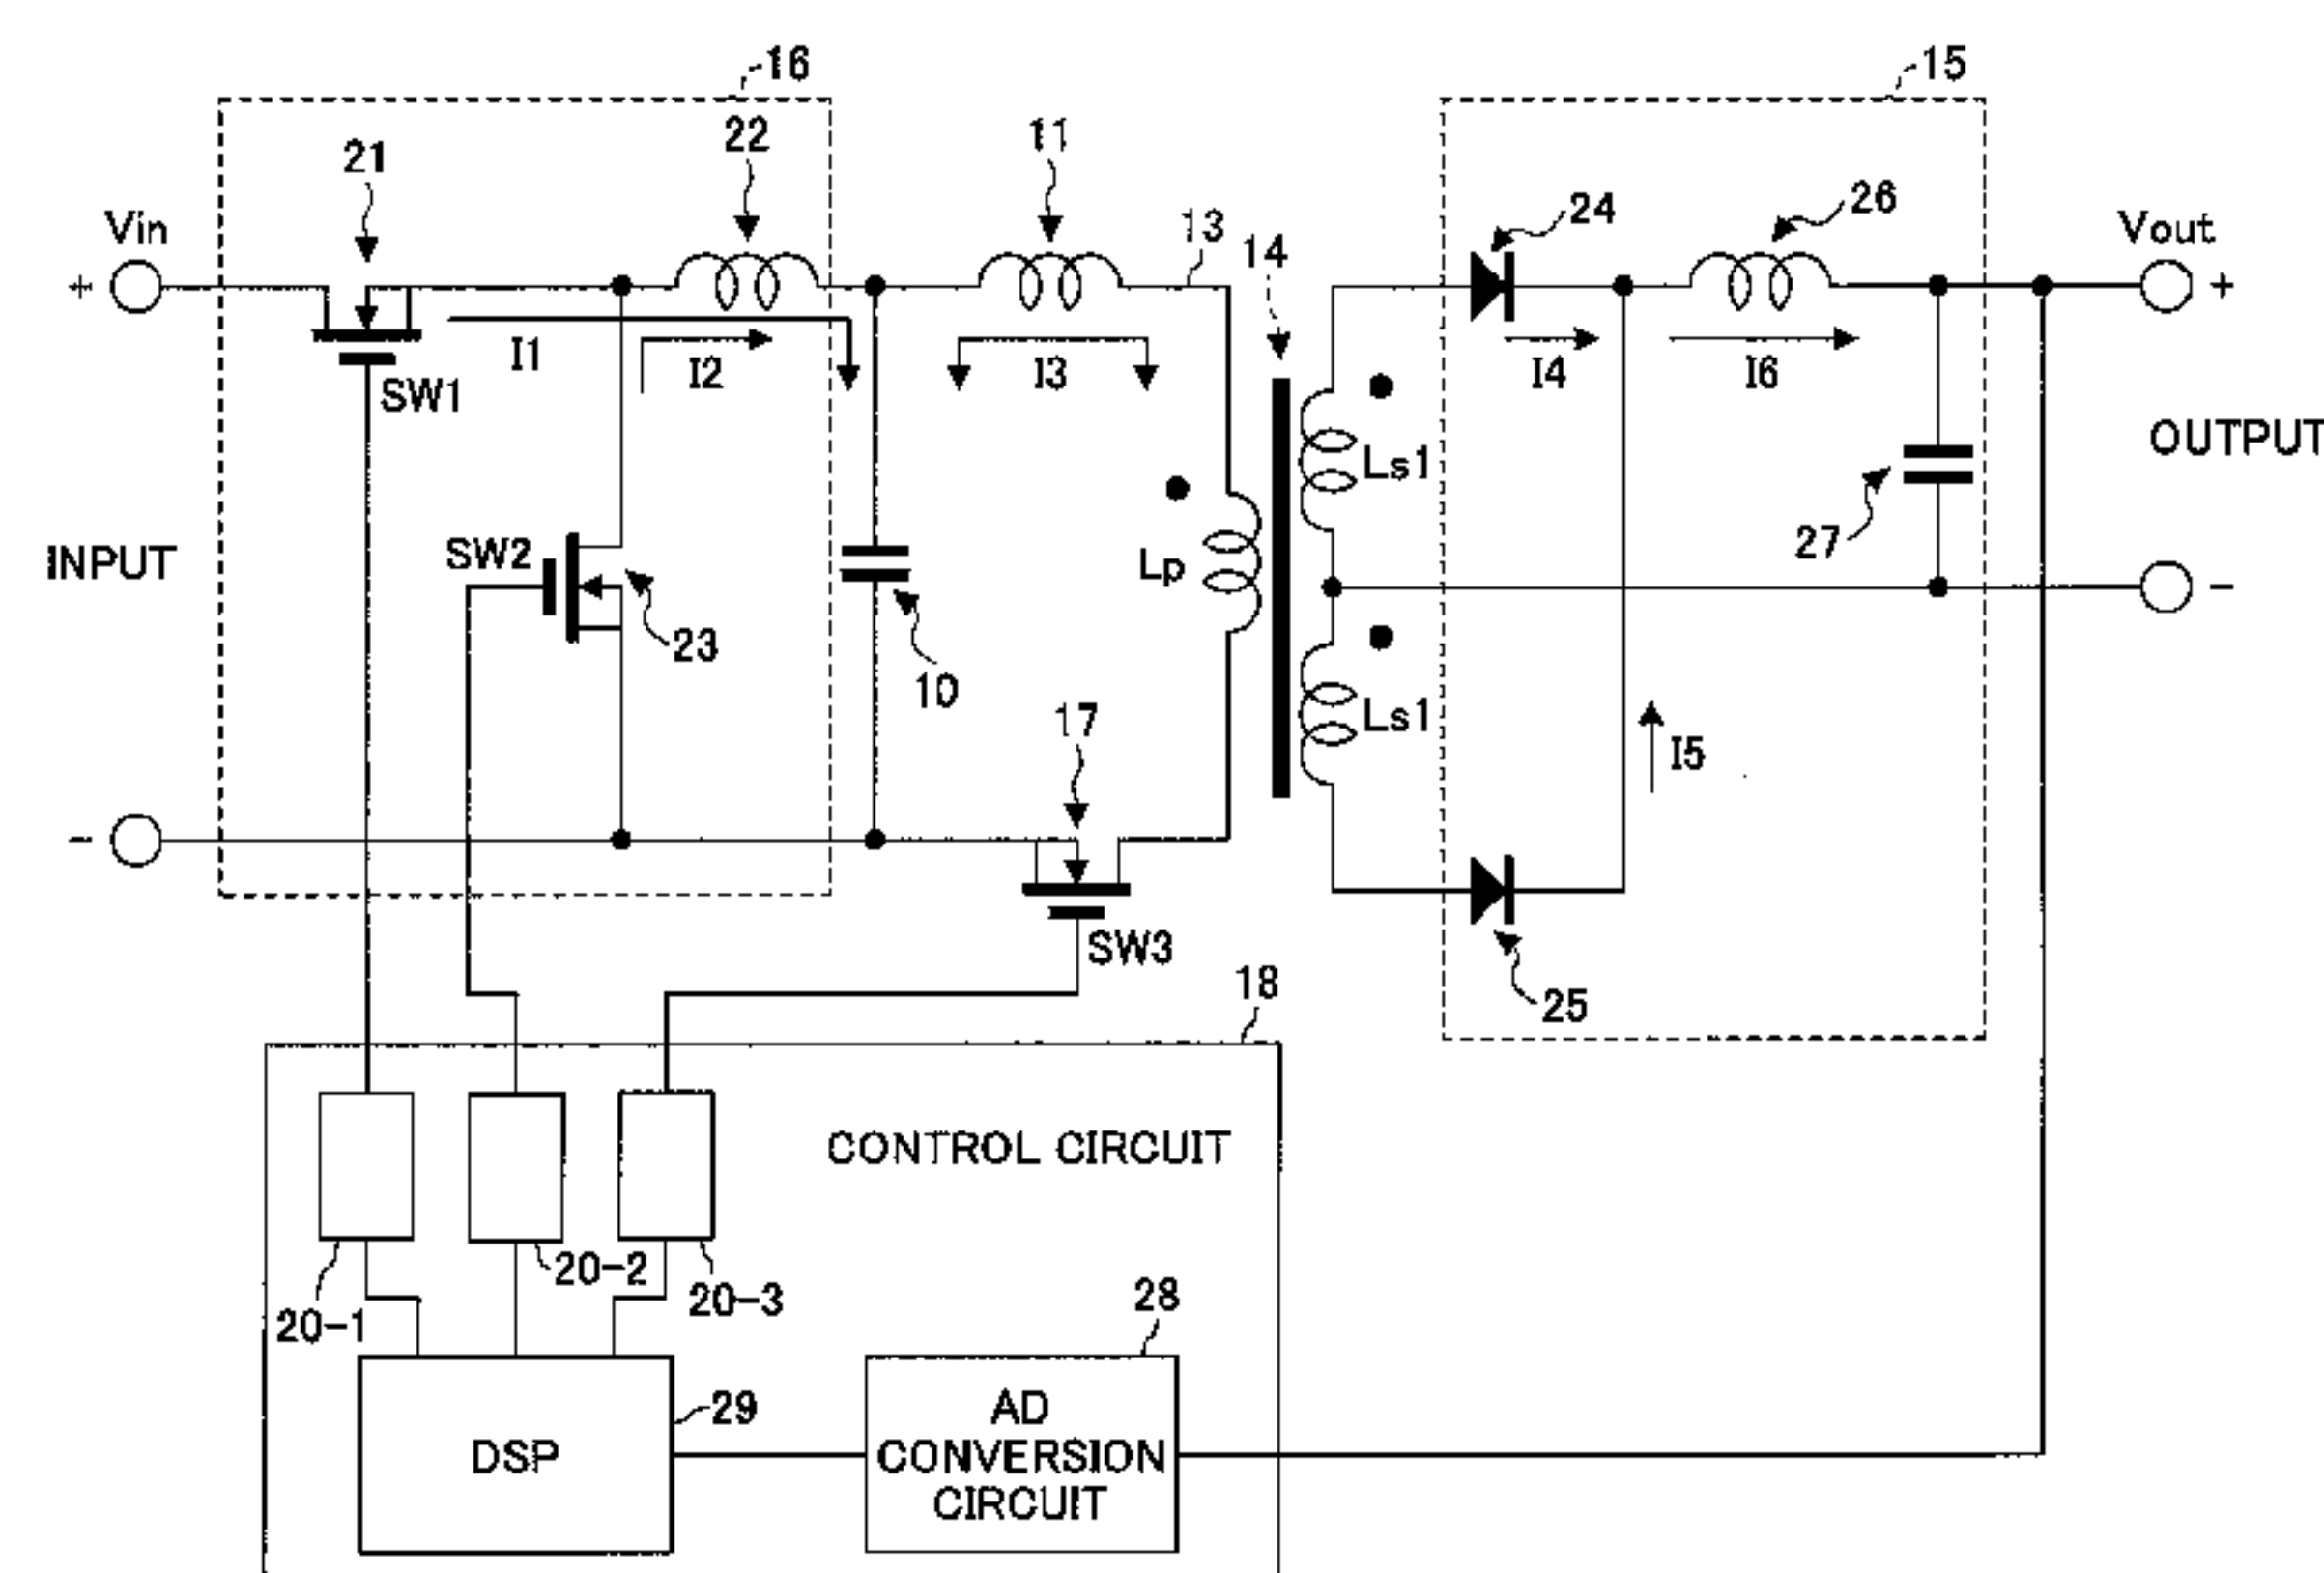 16
15
22
11
21
24
26
Vin
13
14
Vout
+
+
I1
I2
I3
I4
I6
SW1
Ls1
OUTPUT
SW2
Lp
27
INPUT
-
23
10
Ls1
17
I5
-
SW3
18
25
CONTROL CIRCUIT
20-2
20-3
28
20-1
29
AD
DSP
CONVERSION
CIRCUIT